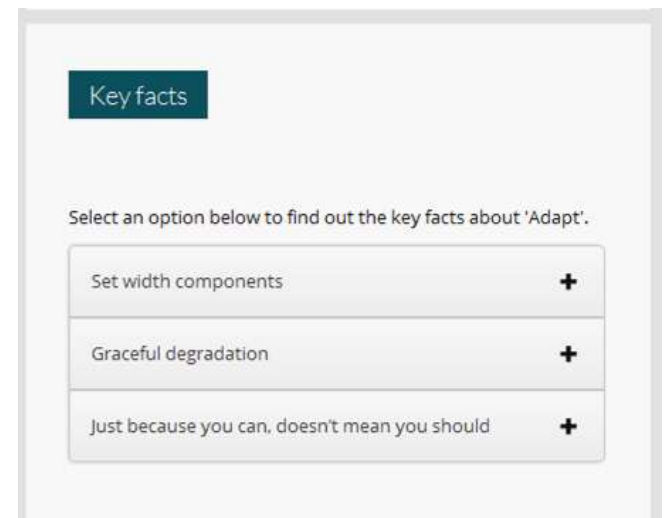 Key facts
Select an option below to find out the key facts about 'Adapt'.
Set width components
Graceful degradation
Just because you can, doesn't mean you should